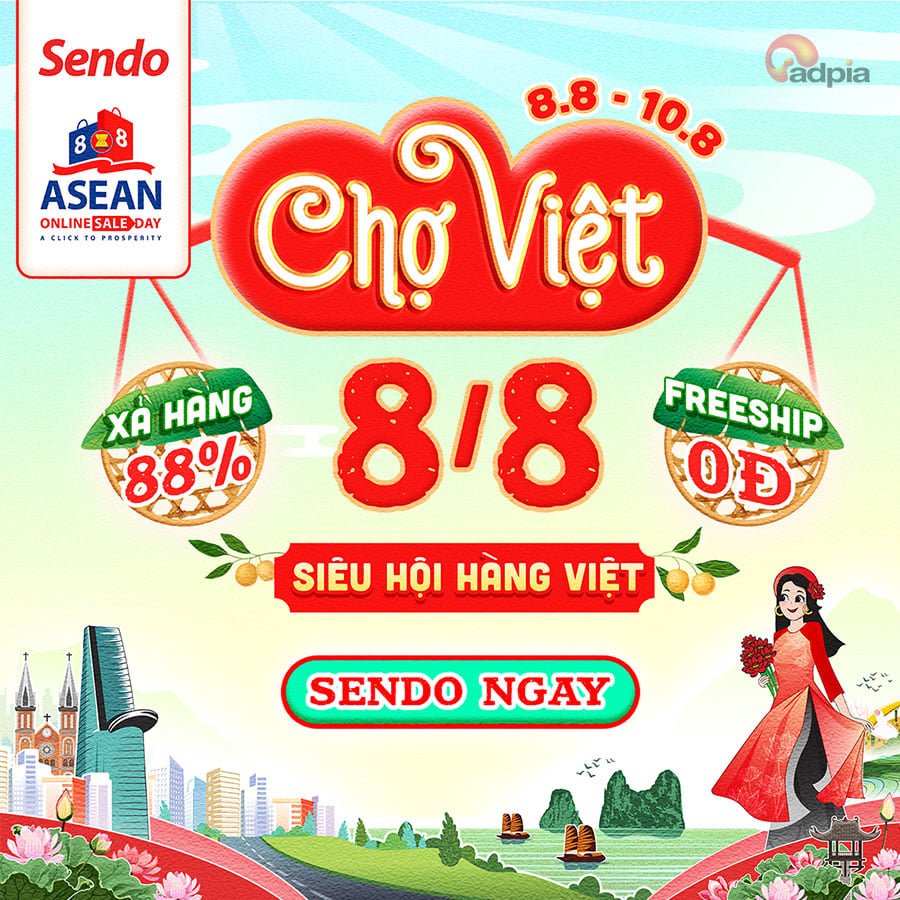 Sendo
8 8
ASEAN
ONLINE SALE DAY
A CLICK TO PROSPERITY
adpia
8.8 - 10.8
Chợ Việt
8/8
XẢ HÀNG
88%
FREESHIP
0Đ
SIÊU HỘI HÀNG VIỆT
SENDO NGAY